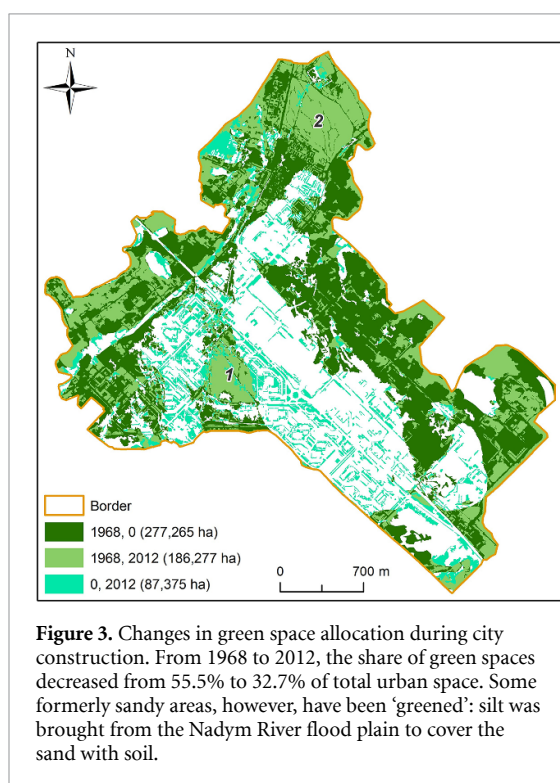 N
2
1
Border
1968, 0 (277,265 ha)
1968, 2012 (186,277 ha)
0, 2012 (87,375 ha)
0 700 m
Figure 3. Changes in green space allocation during city
construction. From 1968 to 2012, the share of green spaces
decreased from 55.5% to 32.7% of total urban space. Some
formerly sandy areas, however, have been ‘greened’: silt was
brought from the Nadym River flood plain to cover the
sand with soil.